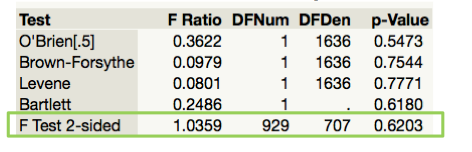 Test F Ratio DFNum DFDen p-Value
O'Brien[.5] 0.3622 1 1636 0.5473
Brown-Forsythe 0.0979 1 1636 0.7544
Levene 0.0801 1 1636 0.7771
Bartlett 0.2486 1 . 0.6180
F Test 2-sided 1.0359 929 707 0.6203